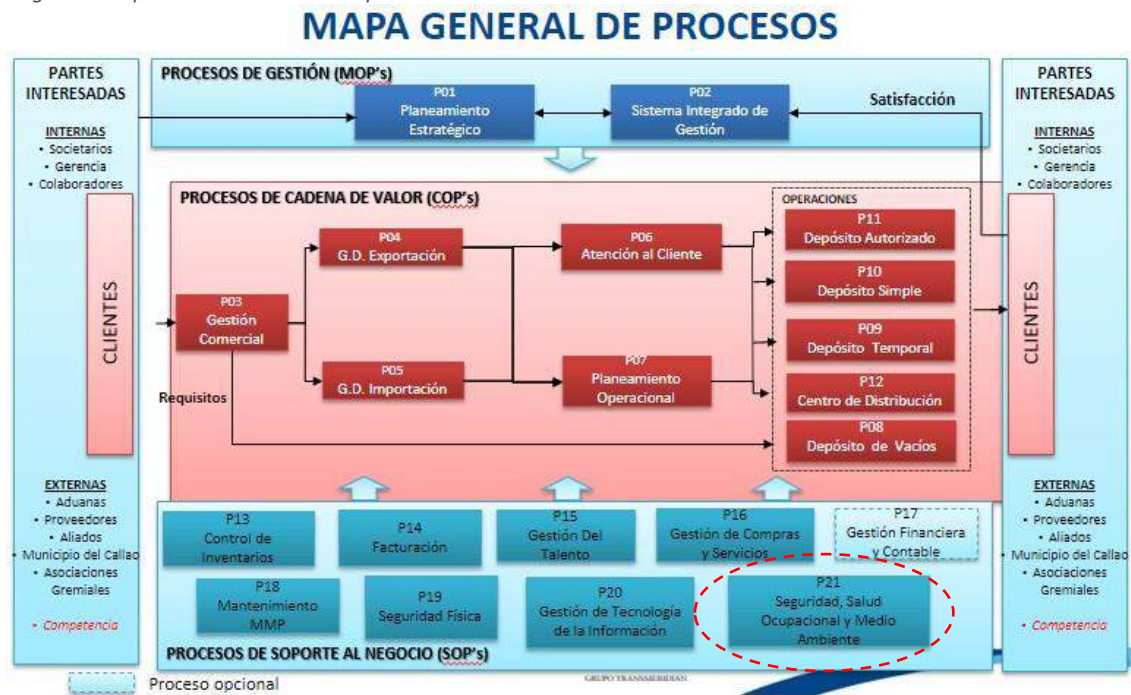 MAPA GENERAL DE PROCESOS
PARTES
INTERESADAS
INTERNAS
• Societarios
• Gerencia
• Colaboradores
CLIENTES
EXTERNAS
• Aduanas
• Proveedores
• Aliados
• Municipio del Callao
• Asociaciones
Gremiales
• Competencia
PROCESOS DE GESTIÓN (MOP's)
P01
Planeamiento
Estratégico
P02
Sistema Integrado de
Gestión
Satisfacción
PROCESOS DE CADENA DE VALOR (COP's)
P03
Gestión
Comercial
Requisitos
P04
G.D. Exportación
P05
G.D. Importación
P06
Atención al Cliente
P07
Planeamiento
Operacional
OPERACIONES
P11
Depósito Autorizado
P10
Depósito Simple
P09
Depósito Temporal
P12
Centro de Distribución
P08
Depósito de Vacíos
P13
Control de
Inventarios
P14
Facturación
P15
Gestión Del
Talento
P16
Gestión de Compras
y Servicios
P17
Gestión Financiera
y Contable
P18
Mantenimiento
MMP
P19
Seguridad Física
P20
Gestión de Tecnología
de la Información
P21
Seguridad, Salud
Ocupacional y Medio
Ambiente
PROCESOS DE SOPORTE AL NEGOCIO (SOP's)
PARTES
INTERESADAS
INTERNAS
• Societarios
• Gerencia
• Colaboradores
CLIENTES
EXTERNAS
• Aduanas
• Proveedores
• Aliados
• Municipio del Callao
• Asociaciones
Gremiales
• Competencia
Proceso opcional
GRUPO TRANSMERIDIAN